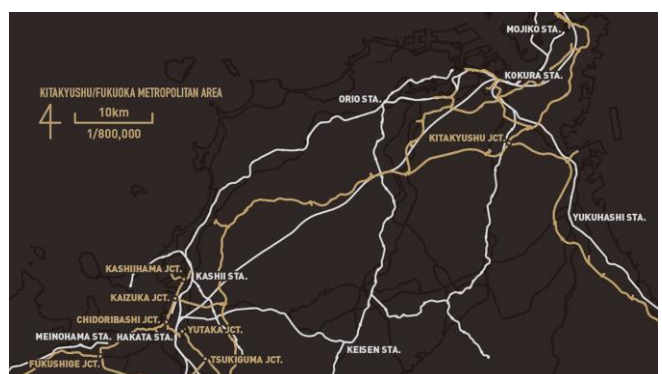 MOJIKO STA.
KOKURA STA.
KITAKYUSHU/FUKUOKA METROPOLITAN AREA
ORIO STA.
4 10km
1/800,000
KITAKYUSHU JCT.
YUKUHASHI STA.
KASHIIHAMA JCT.
KASHII STA.
KAIZUKA JCT.
CHIDORIBASHI JCT.
YUTAKA JCT.
MEINOHAMA STA.
HAKATA STA.
KEISEN STA.
FUKUSHIGE JCT.
TSUKIGUMA JCT.